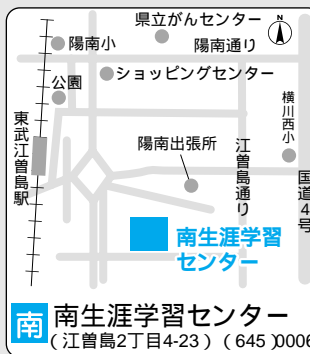 県立がんセンター
N
陽南小
陽南通り
ショッピングセンター
公園
横川西小
東武江曽島駅
陽南出張所
江曽島通り
国道4号
南生涯学習
センター
南 南生涯学習センター
(江曽島2丁目4-23)(645)0006